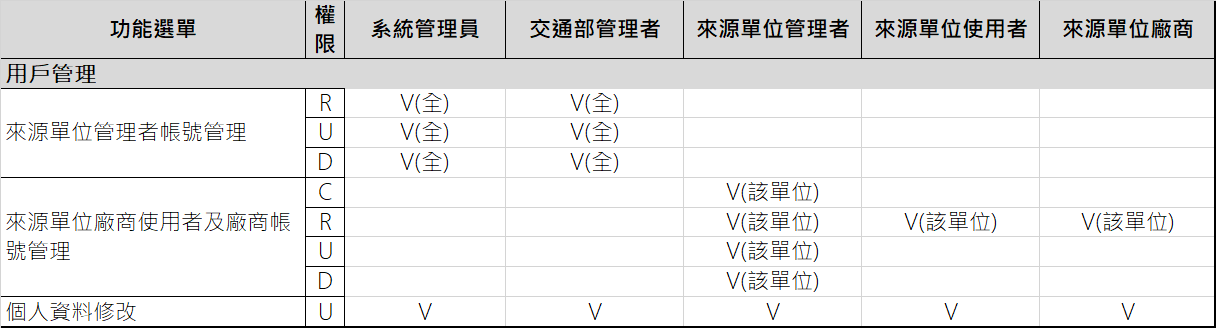 功能選單 權限 系統管理員 交通部管理者 來源單位管理者 來源單位使用者 來源單位廠商
用戶管理
來源單位管理者帳號管理
R V(全) V(全)
U V(全) V(全)
D V(全) V(全)
來源單位廠商使用者及廠商帳
號管理
C V(該單位)
R V(該單位) V(該單位) V(該單位)
U V(該單位)
D V(該單位)
個人資料修改 U V V V V V